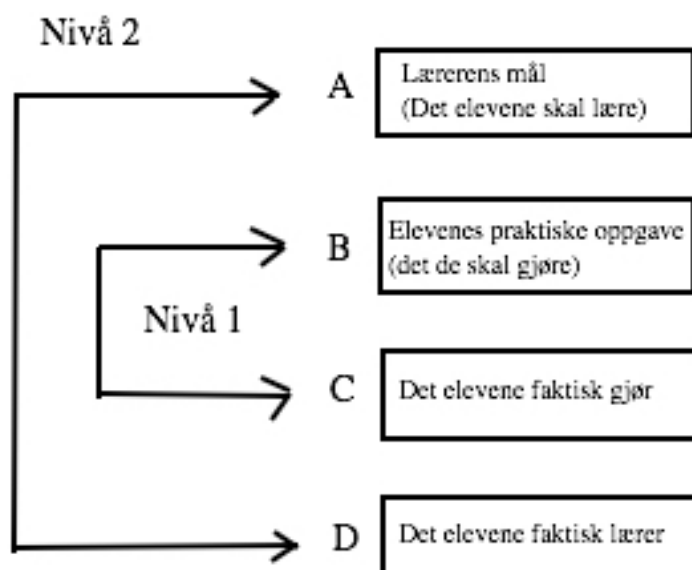 Nivå 2
A
Lærerens mål
(Det elevene skal lære)
B
Elevenes praktiske oppgave
(det de skal gjøre)
Nivå 1
C
Det elevene faktisk gjør
D
Det elevene faktisk lærer